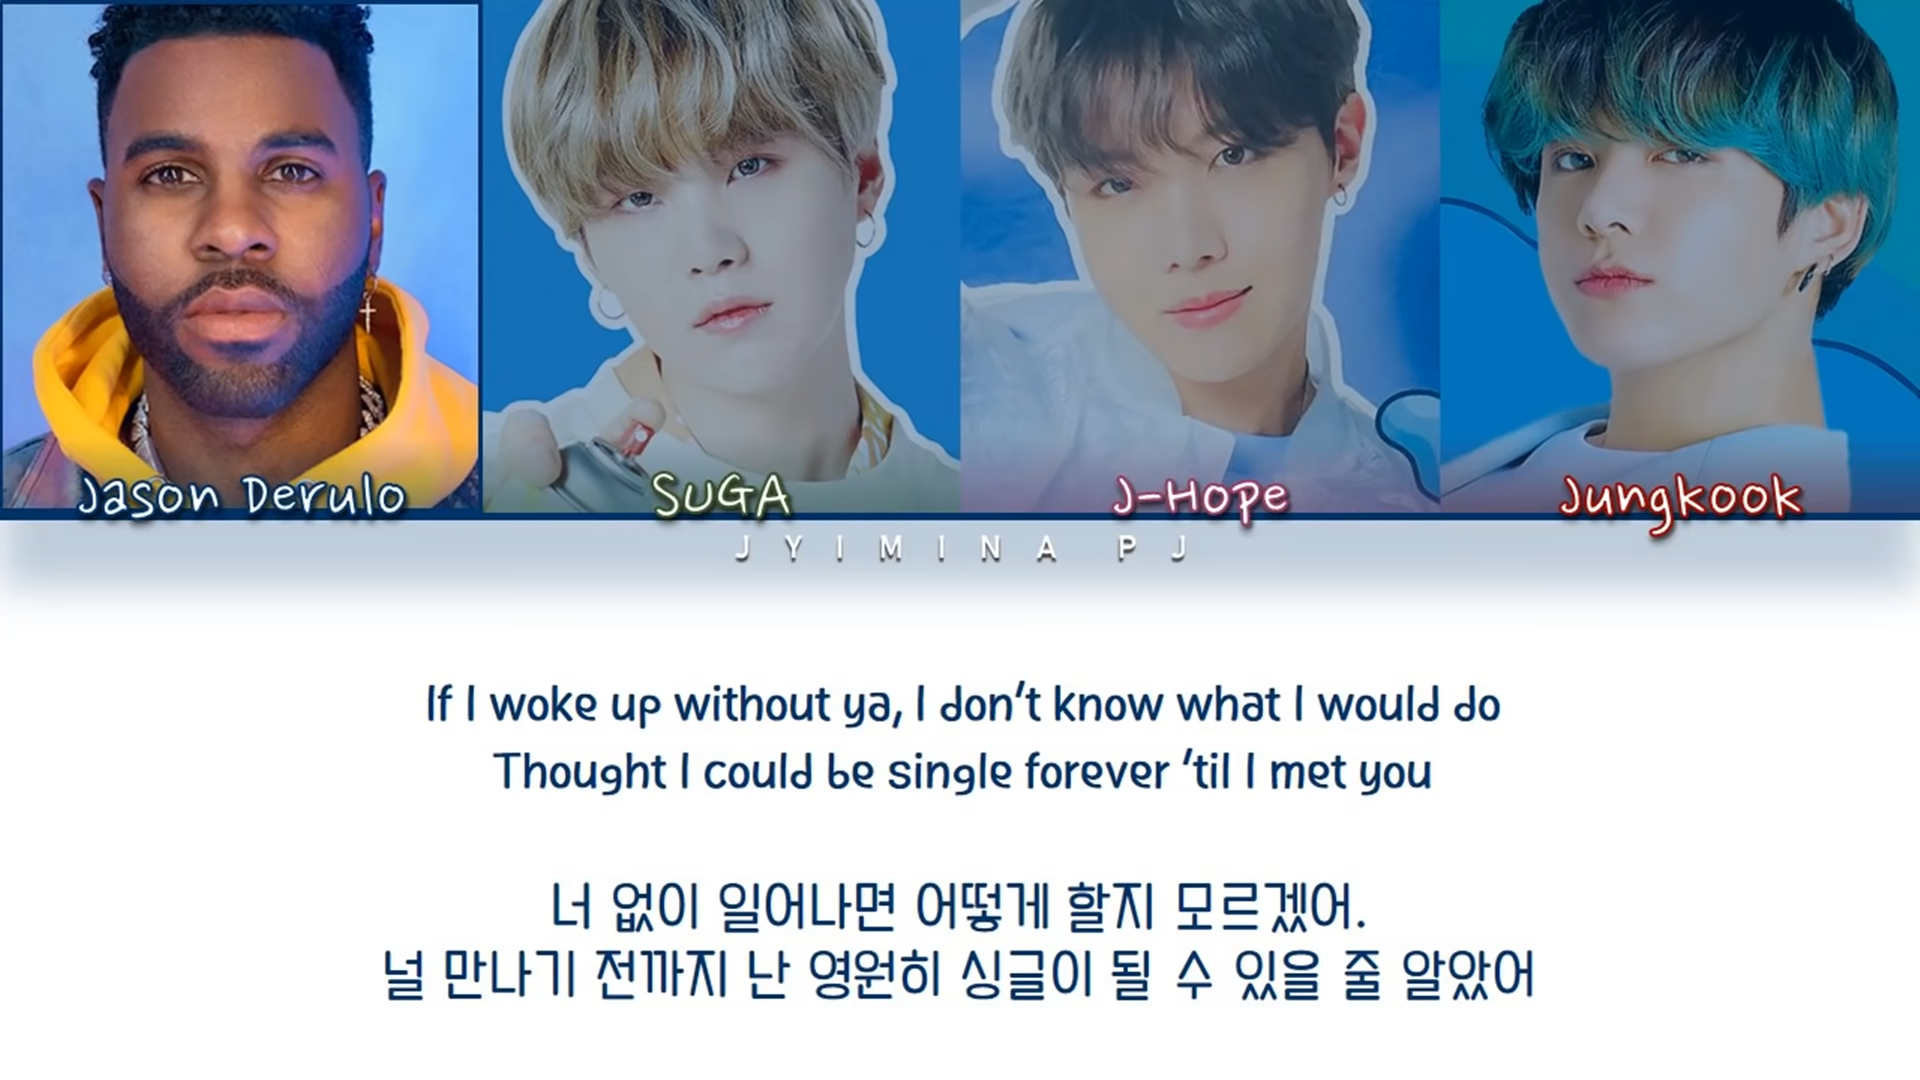 Jason Derulo
SUGA
J-Hope
Jungkook
JYIMINA PJ
If I woke up without ya, I don't know what I would do
Thought I could be single forever 'til I met you
너 없이 일어나면 어떻게 할지 모르겠어.
널 만나기 전까지 난 영원히 싱글이 될 수 있을 줄 알았어